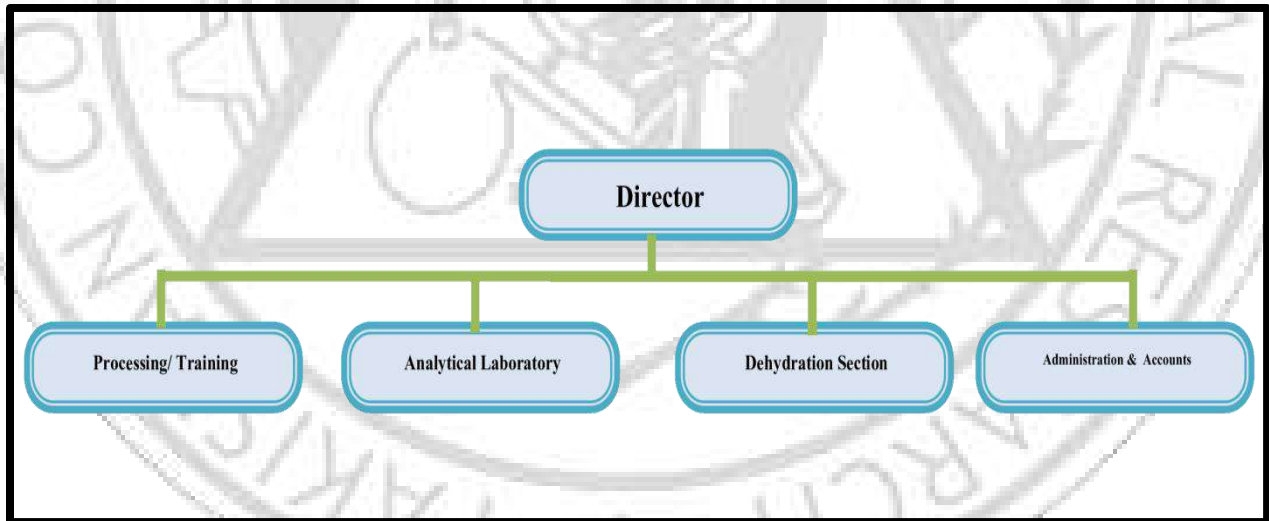 Director
Processing/ Training
Analytical Laboratory
Dehydration Section
Administration & Accounts